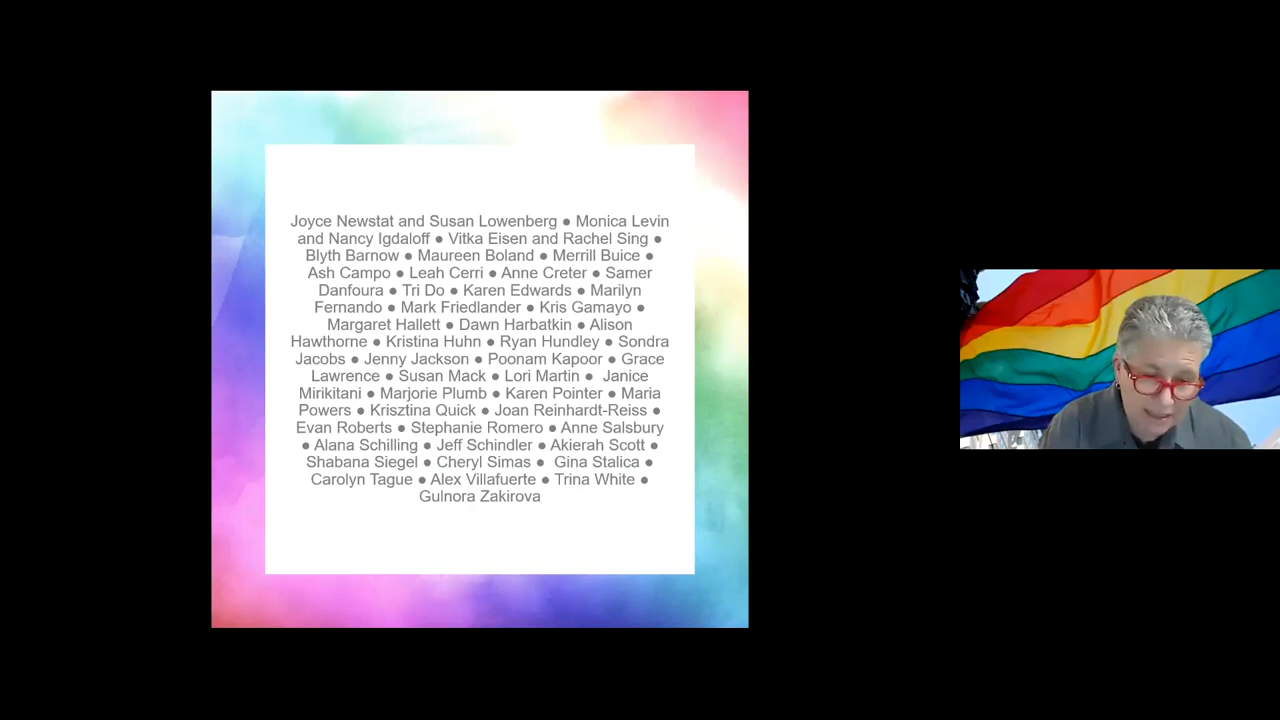 Joyce Newstat and Susan Lowenberg ● Monica Levin
and Nancy Igdaloff ● Vitka Eisen and Rachel Sing ●
Blyth Barnow ● Maureen Boland ● Merrill Buice ●
Ash Campo ● Leah Cerri ● Anne Creter ● Samer
Danfoura ● Tri Do ● Karen Edwards ● Marilyn
Fernando ● Mark Friedlander ● Kris Gamayo ●
Margaret Hallett ● Dawn Harbatkin ● Alison
Hawthorne ● Kristina Huhn ● Ryan Hundley ● Sondra
Jacobs ● Jenny Jackson ● Poonam Kapoor ● Grace
Lawrence ● Susan Mack ● Lori Martin ● Janice
Mirikitani ● Marjorie Plumb ● Karen Pointer ● Maria
Powers ● Krisztina Quick ● Joan Reinhardt-Reiss ●
Evan Roberts ● Stephanie Romero ● Anne Salsbury
● Alana Schilling ● Jeff Schindler ● Akierah Scott ●
Shabana Siegel ● Cheryl Simas ● Gina Stalica ●
Carolyn Tague ● Alex Villafuerte ● Trina White ●
Gulnora Zakirova